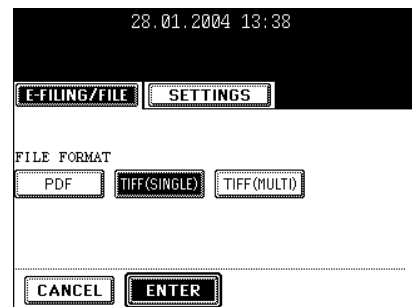 28.01.2004 13:38
E-FILING/FILE SETTINGS
FILE FORMAT
PDF TIFF(SINGLE) TIFF(MULTI)
CANCEL ENTER